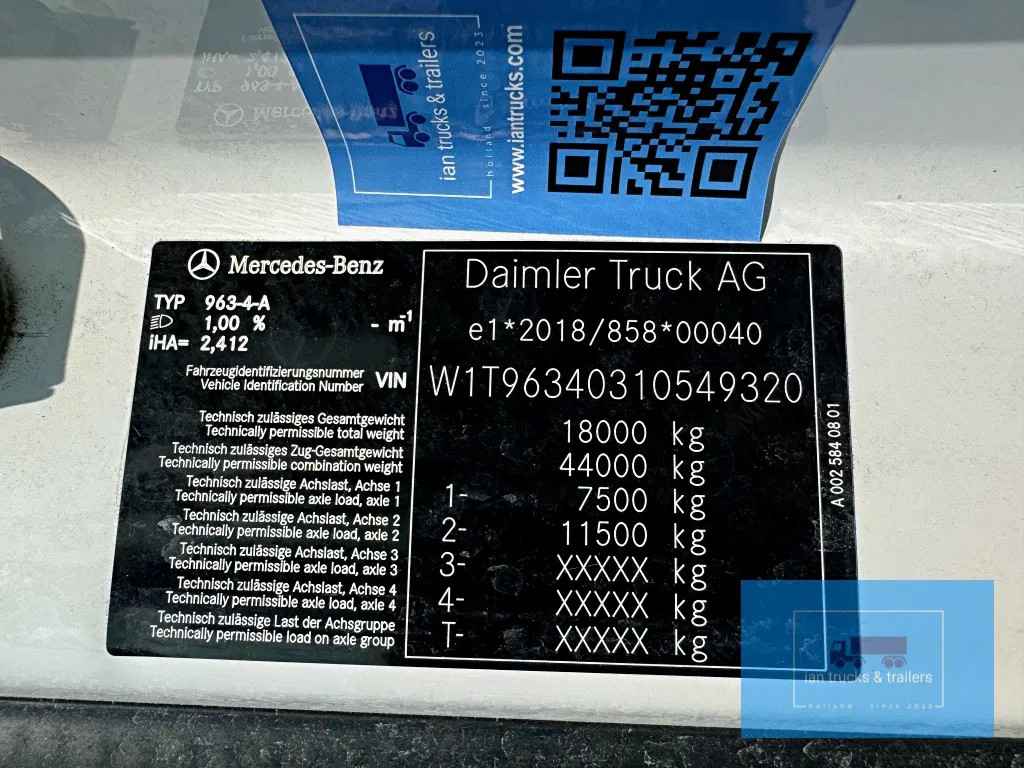 ian trucks & trailers
holland since 2023
www.iantrucks.com
Mercedes-Benz
TYP 963-4-A
1,00 % - m-1
iHA= 2,412
Fahrzeugidentifizierungsnummer
Vehicle Identification Number VIN
Technisch zulässiges Gesamtgewicht
Technically permissible total weight
Technisch zulässiges Zug-Gesamtgewicht
Technically permissible combination weight
Technisch zulässige Achslast, Achse 1
Technically permissible axle load, axle 1
Technisch zulässige Achslast, Achse 2
Technically permissible axle load, axle 2
Technisch zulässige Achslast, Achse 3
Technically permissible axle load, axle 3
Technisch zulässige Achslast, Achse 4
Technically permissible axle load, axle 4
Technisch zulässige Last der Achsgruppe
Technically permissible load on axle group
Daimler Truck AG
e1*2018/858*00040
W1T96340310549320
18000 kg
44000 kg
1- 7500 kg
2- 11500 kg
3- XXXXX kg
4- XXXXX kg
T- XXXXX kg
A 002 584 08 01
ian trucks & trailers
holland since 2023